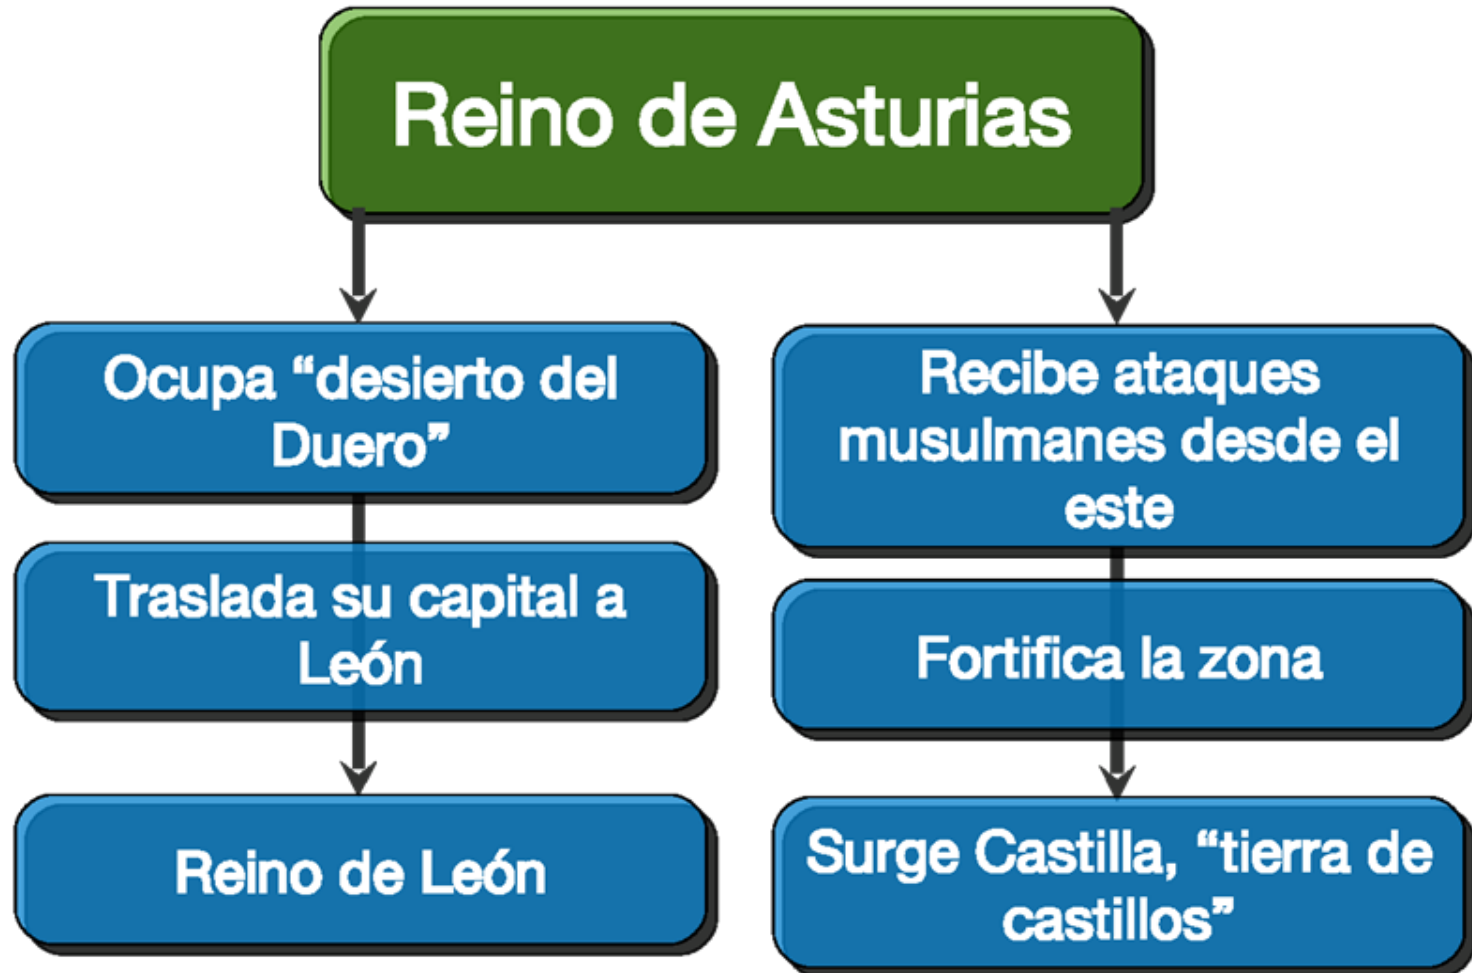 Reino de Asturias
Ocupa “desierto del
Duero”
Traslada su capital a
León
Reino de León
Recibe ataques
musulmanes desde el
este
Fortifica la zona
Surge Castilla, “tierra de
castillos”